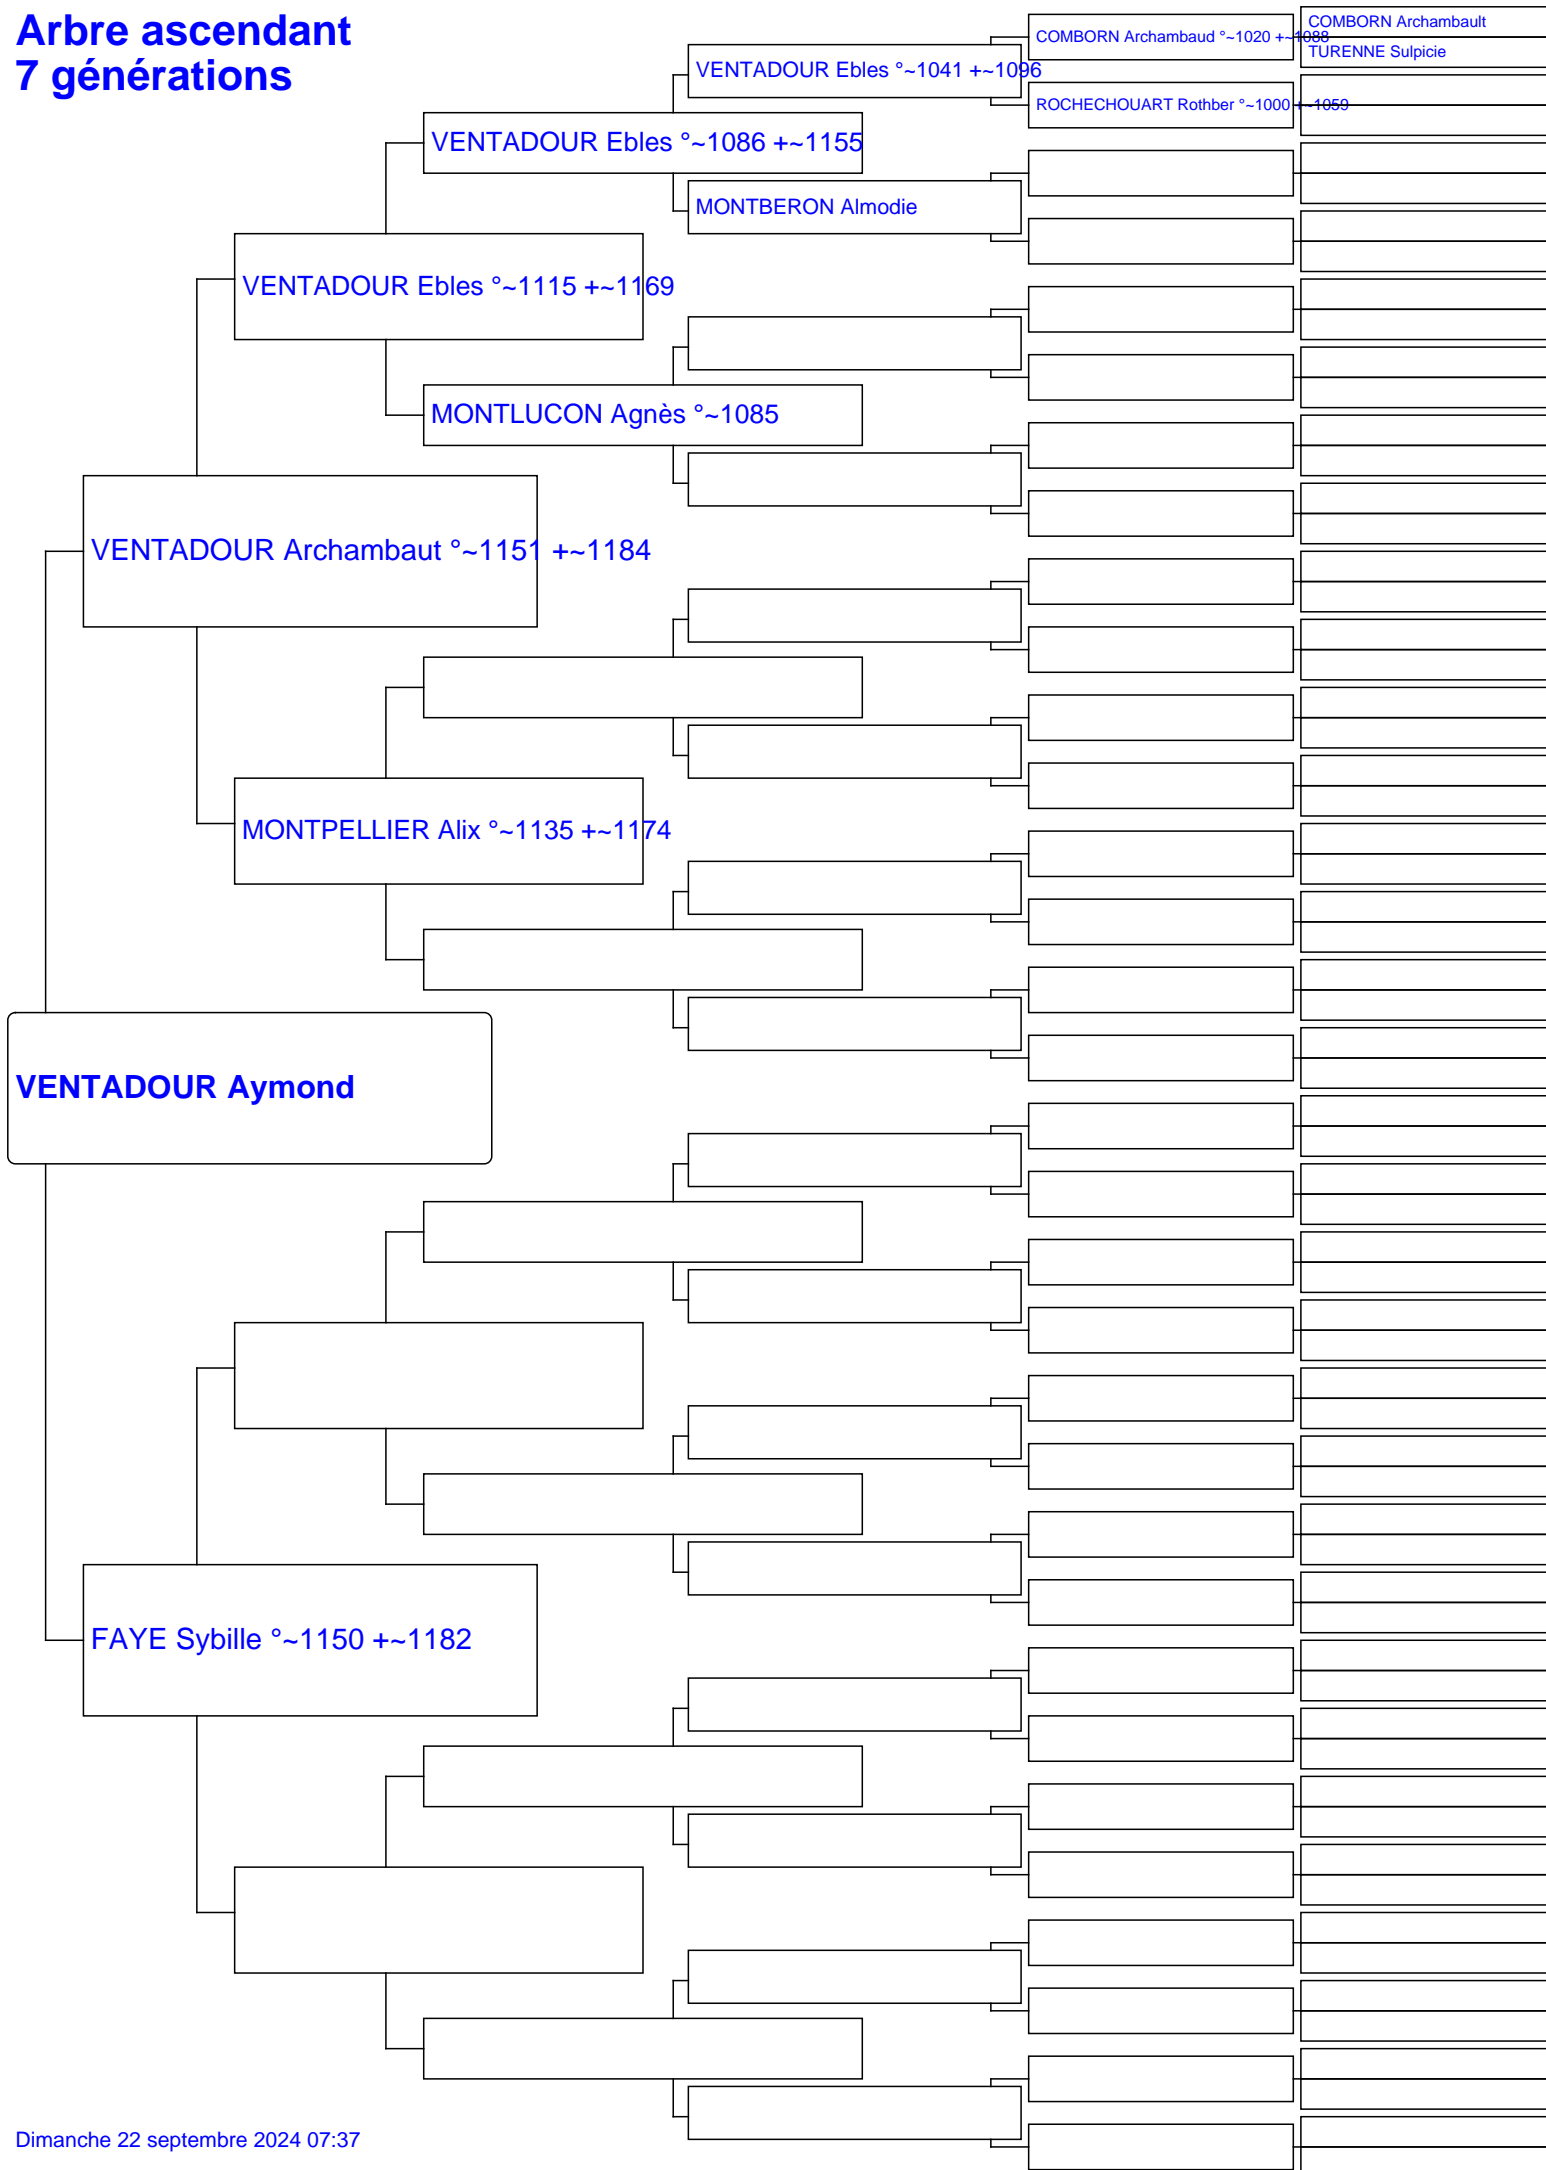 Arbre ascendant
7 générations
COMBORN Archambault
COMBORN Archambaud °~1020 +~1088
TURENNE Sulpicie
VENTADOUR Ebles °~1041 +~1096
ROCHECHOUART Rothber °~1000 +~1059
VENTADOUR Ebles °~1086 +~1155
MONTBERON Almodie
VENTADOUR Ebles °~1115 +~1169
MONTLUCON Agnès °~1085
VENTADOUR Archambaut °~1151 +~1184
MONTPELLIER Alix °~1135 +~1174
VENTADOUR Aymond
FAYE Sybille °~1150 +~1182
Dimanche 22 septembre 2024 07:37